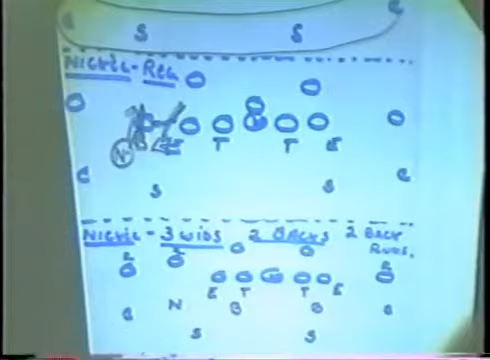 C S S C
NICKLE-REG
N E T T E
C S S C
NICKLE - 3 WIDS 2 BACKS 2 BACK
RUNS.
E T T E
C N B B C
S S